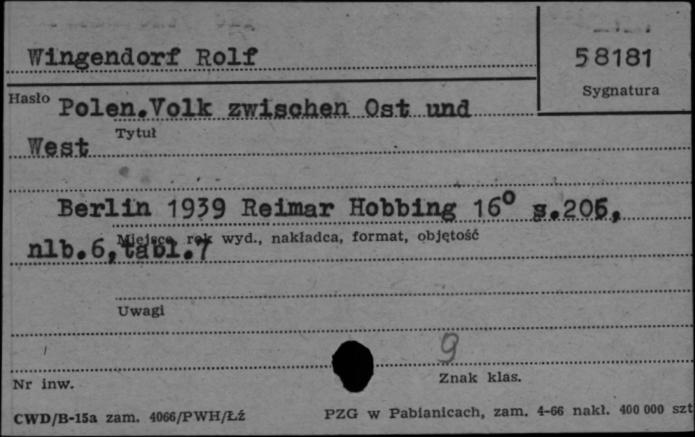 Wingendorf Rolf
58181
Sygnatura
Hasło Polen.Volk zwischen Ost und
Tytuł
West
Berlin 1939 Reimar Hobbing 16° s.205,
Miejsce, rok wyd., nakładca, format, objętość
nlb.6,tabl.7
Uwagi
9
Nr inw.
Znak klas.
CWD/B-15a zam. 4066/PWH/Łź
PZG w Pabianicach, zam. 4-66 nakł. 400 000 szt